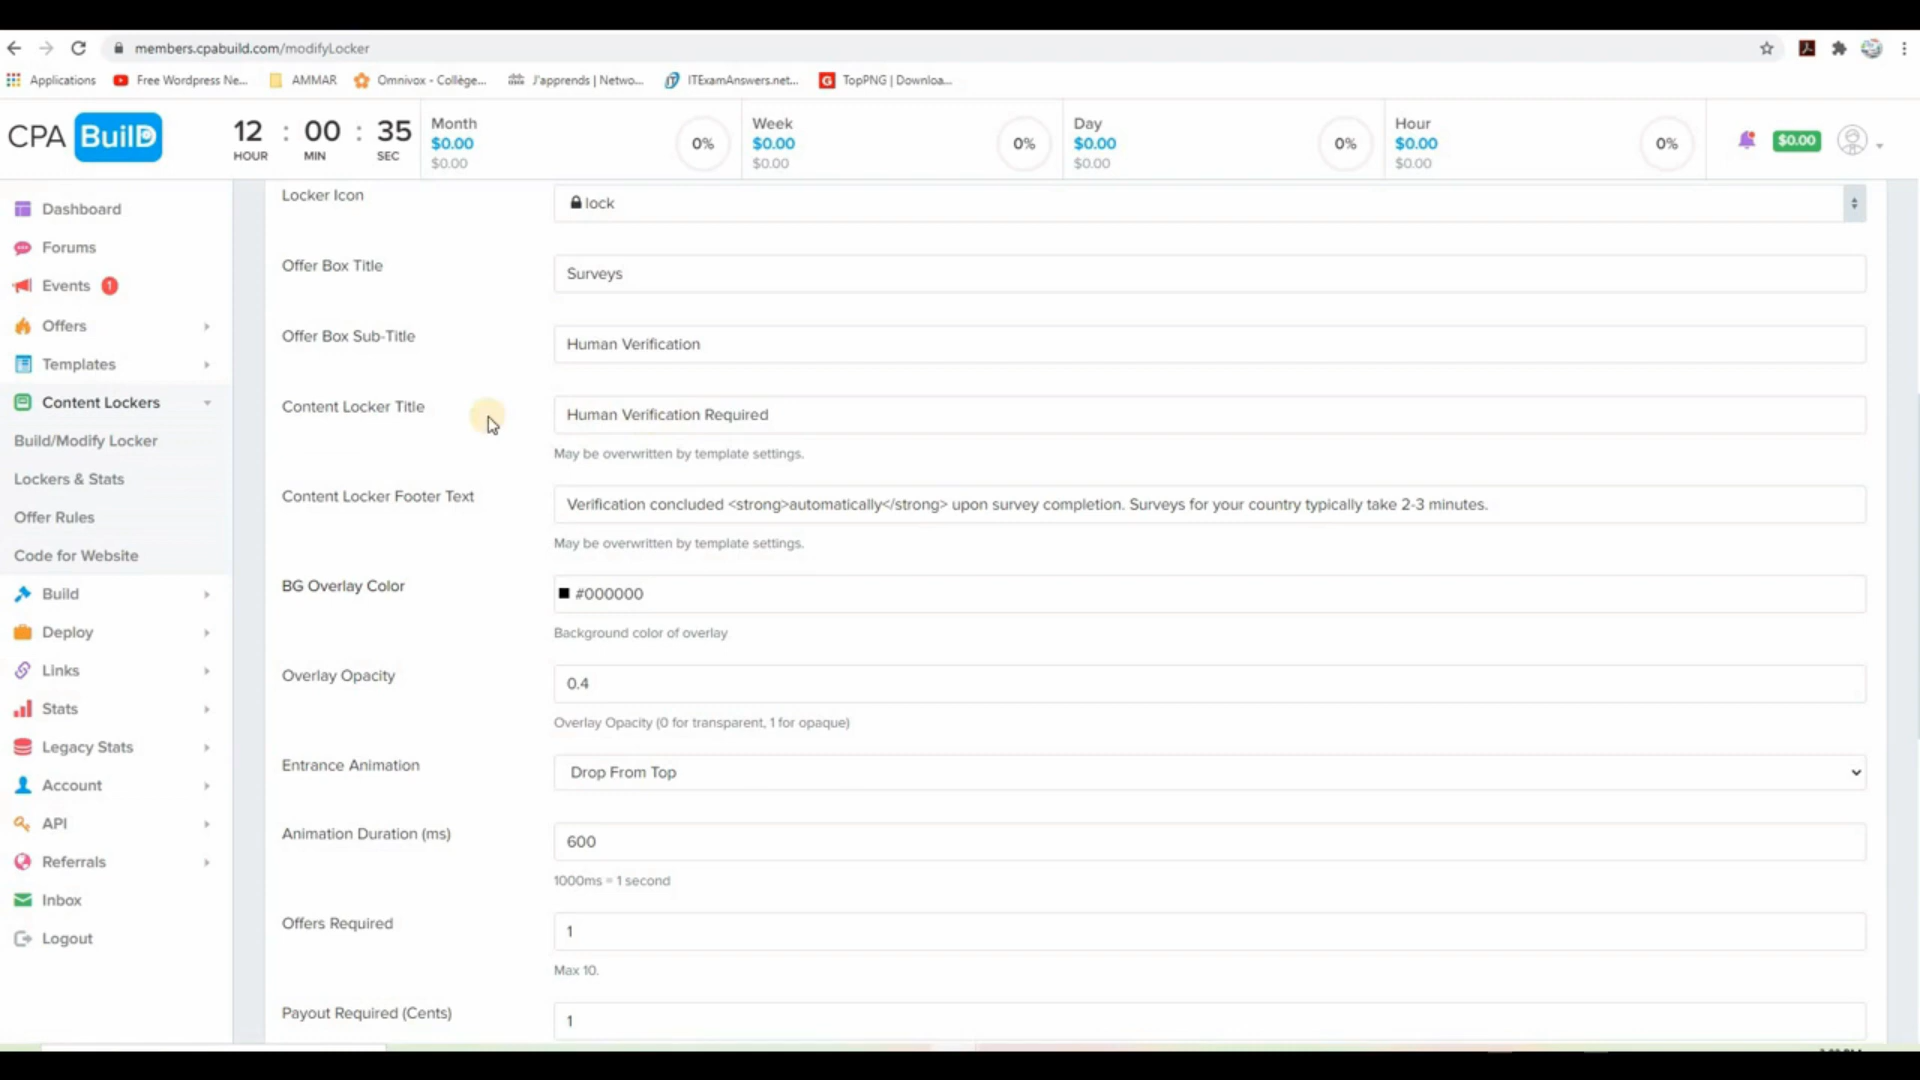 members.cpabuild.com/modifyLocker
Applications
Free Wordpress Ne...
AMMAR
Omnivox - Collège...
J'apprends | Netwo...
ITExamAnswers.net...
TopPNG | Downloa...
CPA BuilD
12 : 00 : 35
HOUR MIN SEC
Month
$0.00
$0.00
0%
Week
$0.00
$0.00
0%
Day
$0.00
$0.00
0%
Hour
$0.00
$0.00
0%
$0.00
Dashboard
Forums
Events 1
Offers
Templates
Content Lockers
Build/Modify Locker
Lockers & Stats
Offer Rules
Code for Website
Build
Deploy
Links
Stats
Legacy Stats
Account
API
Referrals
Inbox
Logout
Locker Icon
lock
Offer Box Title
Surveys
Offer Box Sub-Title
Human Verification
Content Locker Title
Human Verification Required
May be overwritten by template settings.
Content Locker Footer Text
Verification concluded <strong>automatically</strong> upon survey completion. Surveys for your country typically take 2-3 minutes.
May be overwritten by template settings.
BG Overlay Color
#000000
Background color of overlay
Overlay Opacity
0.4
Overlay Opacity (0 for transparent, 1 for opaque)
Entrance Animation
Drop From Top
Animation Duration (ms)
600
1000ms = 1 second
Offers Required
1
Max 10.
Payout Required (Cents)
1